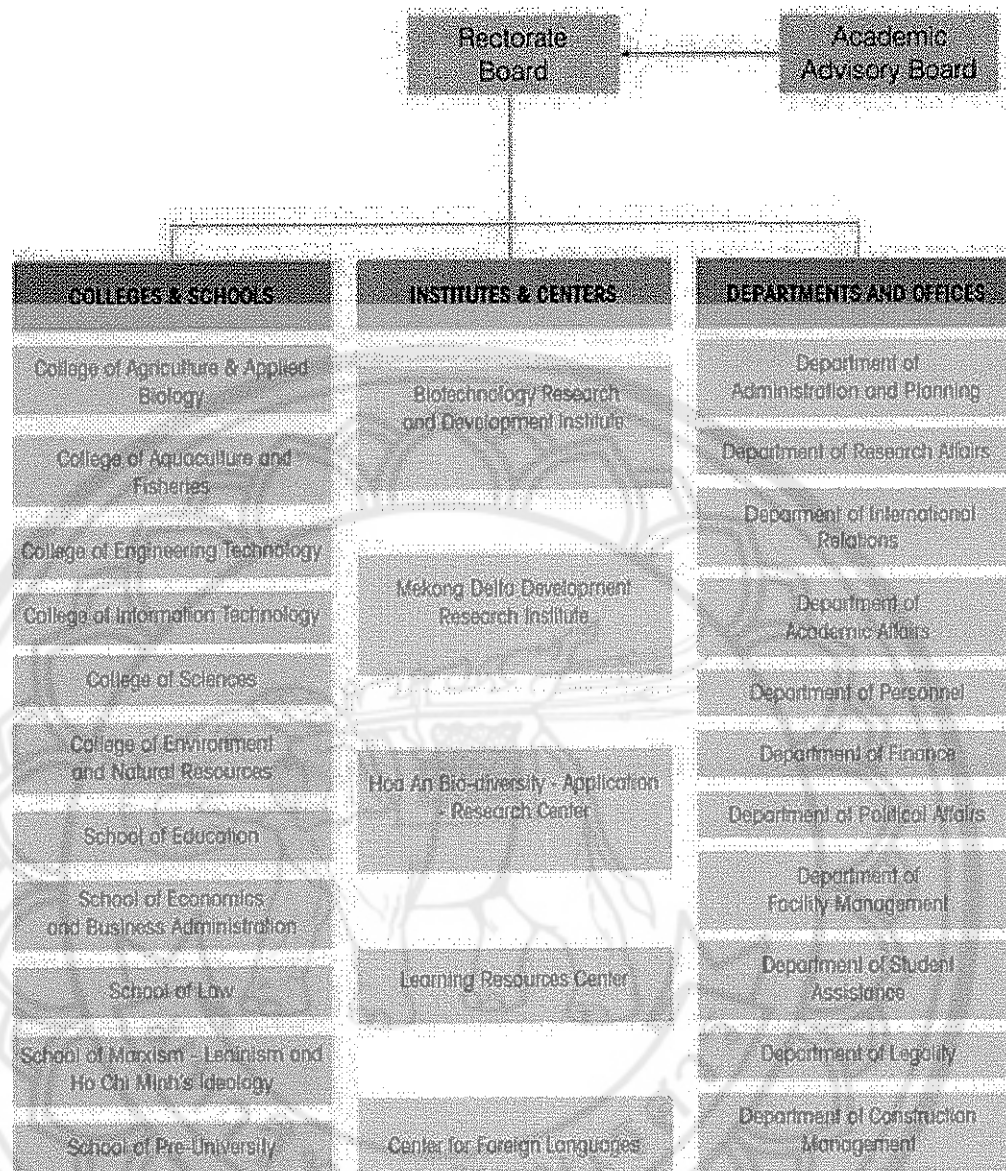 Rectorate
Board
Academic
Advisory Board
COLLEGES & SCHOOLS
College of Agriculture & Applied
Biology
College of Aquaculture and
Fisheries
College of Engineering Technology
College of Information Technology
College of Sciences
College of Environment
and Natural Resources
School of Education
School of Economics
and Business Administration
School of Law
School of Marxism - Leninism and
Ho Chi Minh's Ideology
School of Pre-University
INSTITUTES & CENTERS
Biotechnology Research
and Development Institute
Mekong Delta Development
Research Institute
Hoa An Bio-diversity - Application
- Research Center
Learning Resources Center
Center for Foreign Languages
DEPARTMENTS AND OFFICES
Department of
Administration and Planning
Department of Research Affairs
Deparment of International
Relations
Department of
Academic Affairs
Department of Personnel
Department of Finance
Department of Political Affairs
Department of
Facility Management
Department of Student
Assistance
Department of Legality
Department of Construction
Management